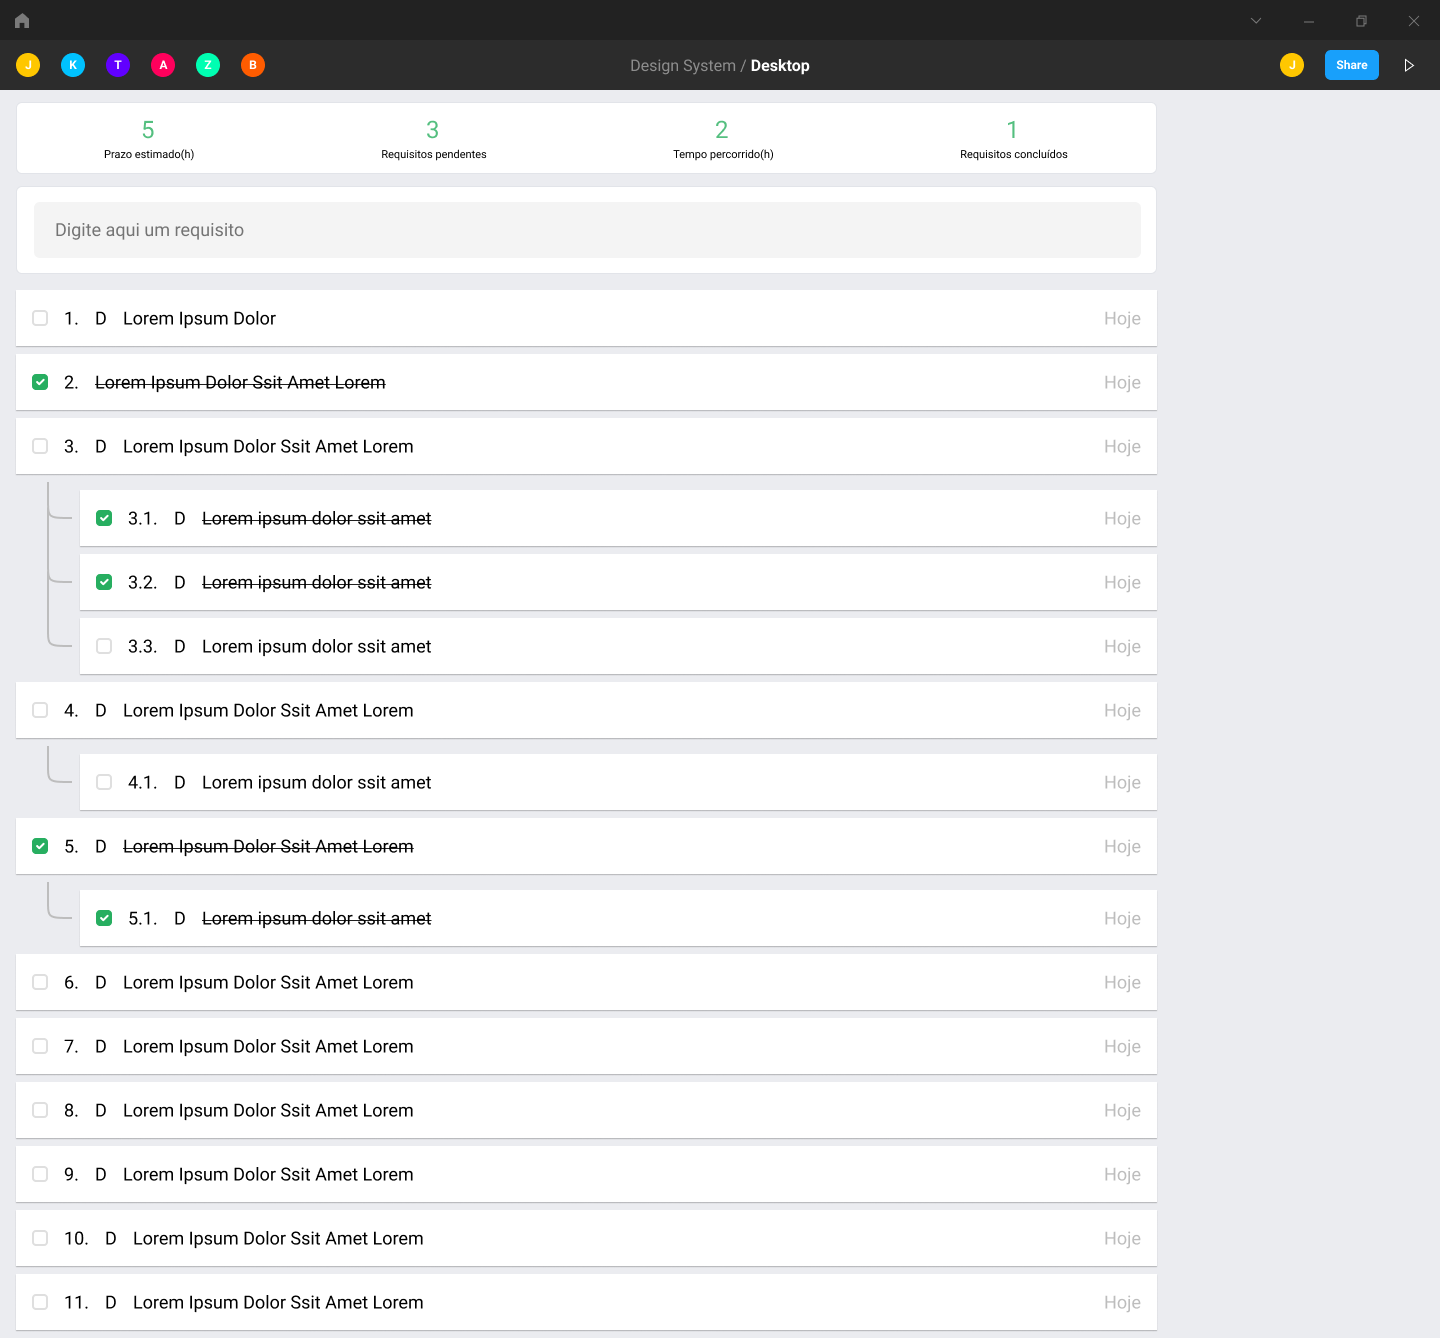 J K T A Z B Design System / Desktop J Share
5 3 2 1
Prazo estimado(h) Requisitos pendentes Tempo percorrido(h) Requisitos concluídos
Digite aqui um requisito
1. D Lorem Ipsum Dolor Hoje
2. Lorem Ipsum Dolor Ssit Amet Lorem Hoje
3. D Lorem Ipsum Dolor Ssit Amet Lorem Hoje
3.1. D Lorem ipsum dolor ssit amet Hoje
3.2. D Lorem ipsum dolor ssit amet Hoje
3.3. D Lorem ipsum dolor ssit amet Hoje
4. D Lorem Ipsum Dolor Ssit Amet Lorem Hoje
4.1. D Lorem ipsum dolor ssit amet Hoje
5. D Lorem Ipsum Dolor Ssit Amet Lorem Hoje
5.1. D Lorem ipsum dolor ssit amet Hoje
6. D Lorem Ipsum Dolor Ssit Amet Lorem Hoje
7. D Lorem Ipsum Dolor Ssit Amet Lorem Hoje
8. D Lorem Ipsum Dolor Ssit Amet Lorem Hoje
9. D Lorem Ipsum Dolor Ssit Amet Lorem Hoje
10. D Lorem Ipsum Dolor Ssit Amet Lorem Hoje
11. D Lorem Ipsum Dolor Ssit Amet Lorem Hoje